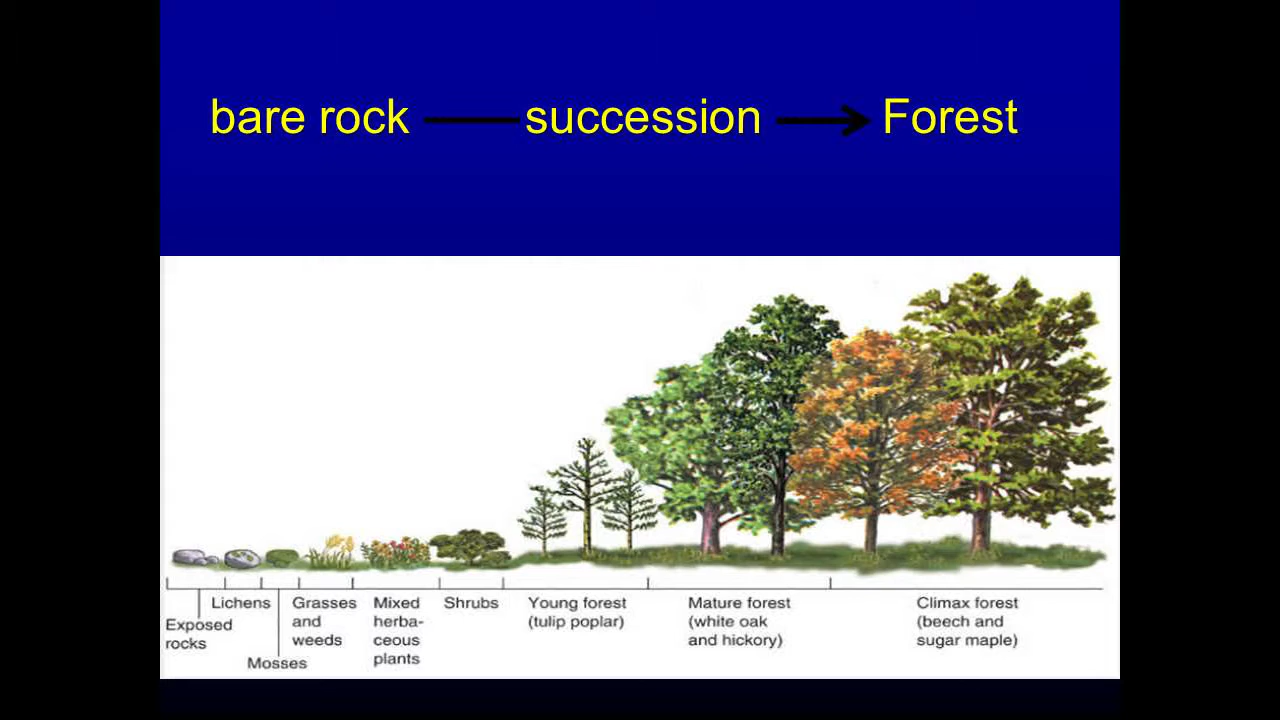 bare rock succession Forest
Lichens
Exposed
rocks
Mosses
Grasses
and
weeds
Mixed
herba-
ceous
plants
Shrubs
Young forest
(tulip poplar)
Mature forest
(white oak
and hickory)
Climax forest
(beech and
sugar maple)